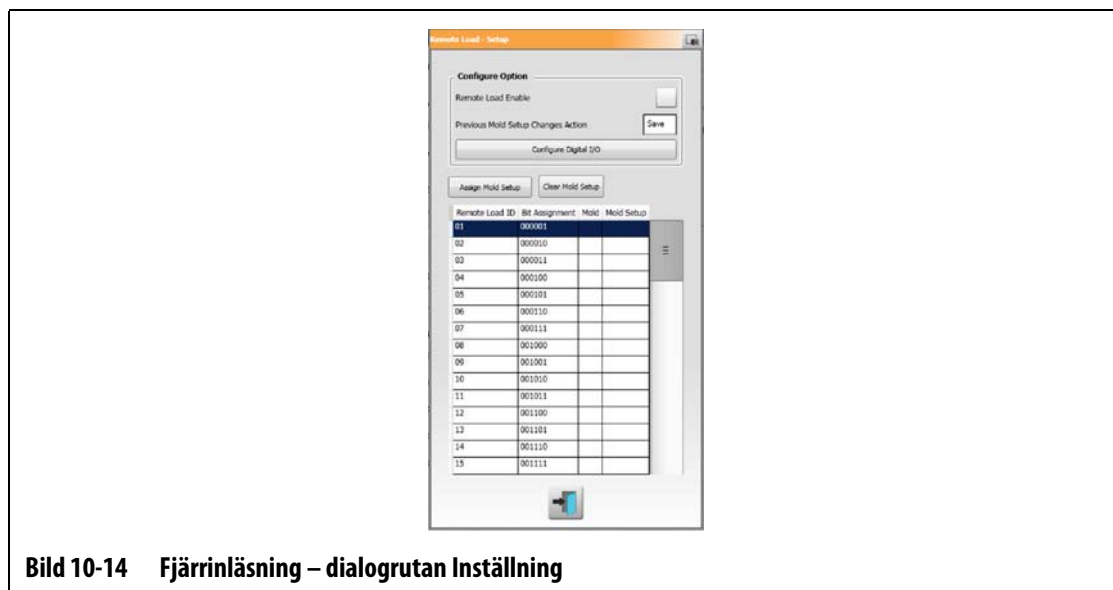 Remote Load - Setup
Configure Option
Remote Load Enable
Previous Mold Setup Changes Action Save
Configure Digital I/O
Assign Mold Setup Clear Mold Setup
Remote Load ID Bit Assignment Mold Mold Setup
01 000001
02 000010
03 000011
04 000100
05 000101
06 000110
07 000111
08 001000
09 001001
10 001010
11 001011
12 001100
13 001101
14 001110
15 001111
Bild 10-14 Fjärrinläsning – dialogrutan Inställning